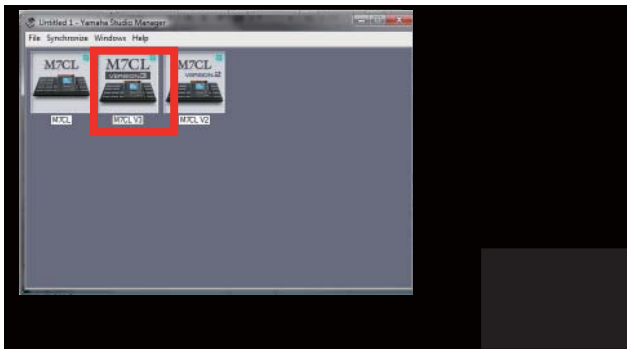 Untitled 1 - Yamaha Studio Manager
File Synchronize Windows Help
M7CL M7CL M7CL
VERSION3 VERSION2
M7CL M7CL V3 M7CL V2